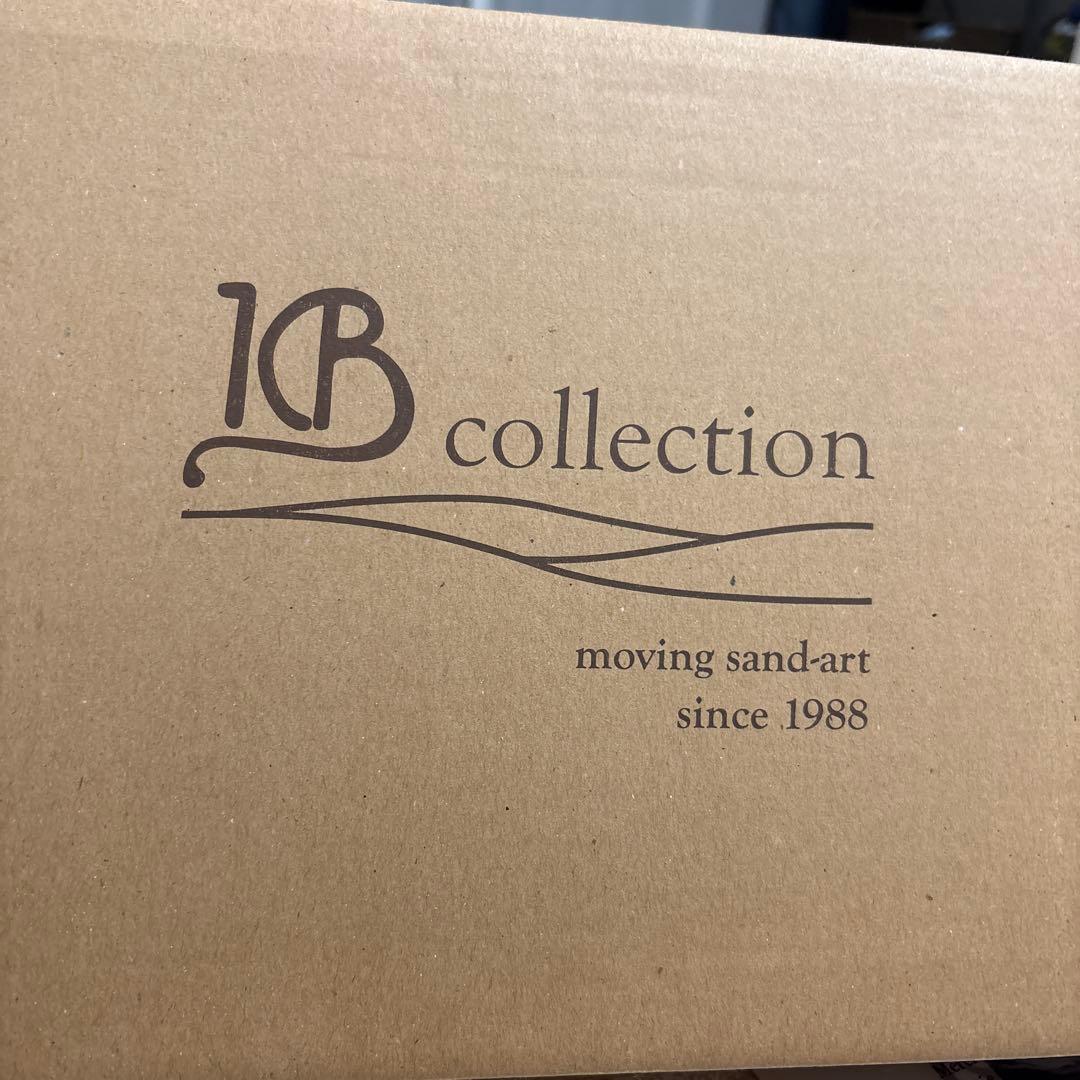 KB collection
moving sand-art
since 1988